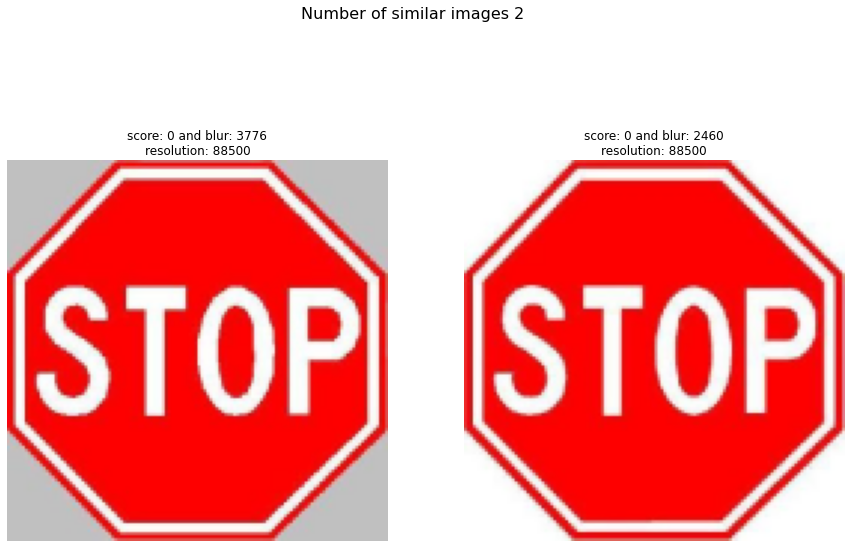 Number of similar images 2
score: 0 and blur: 3776
resolution: 88500
score: 0 and blur: 2460
resolution: 88500
STOP
STOP